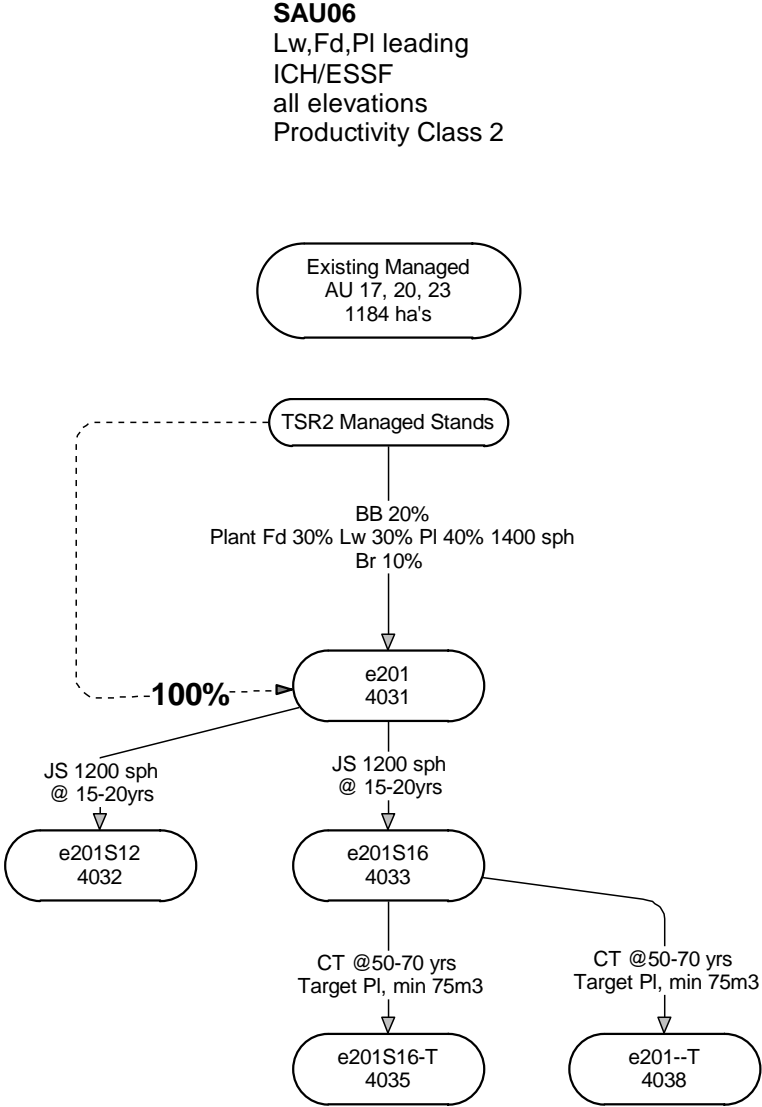 SAU06
Lw,Fd,Pl leading
ICH/ESSF
all elevations
Productivity Class 2
Existing Managed
AU 17, 20, 23
1184 ha's
TSR2 Managed Stands
BB 20%
Plant Fd 30% Lw 30% Pl 40% 1400 sph
Br 10%
e201
4031
100%
JS 1200 sph
@ 15-20yrs
JS 1200 sph
@ 15-20yrs
e201S12
4032
e201S16
4033
CT @50-70 yrs
Target Pl, min 75m3
CT @50-70 yrs
Target Pl, min 75m3
e201S16-T
4035
e201--T
4038